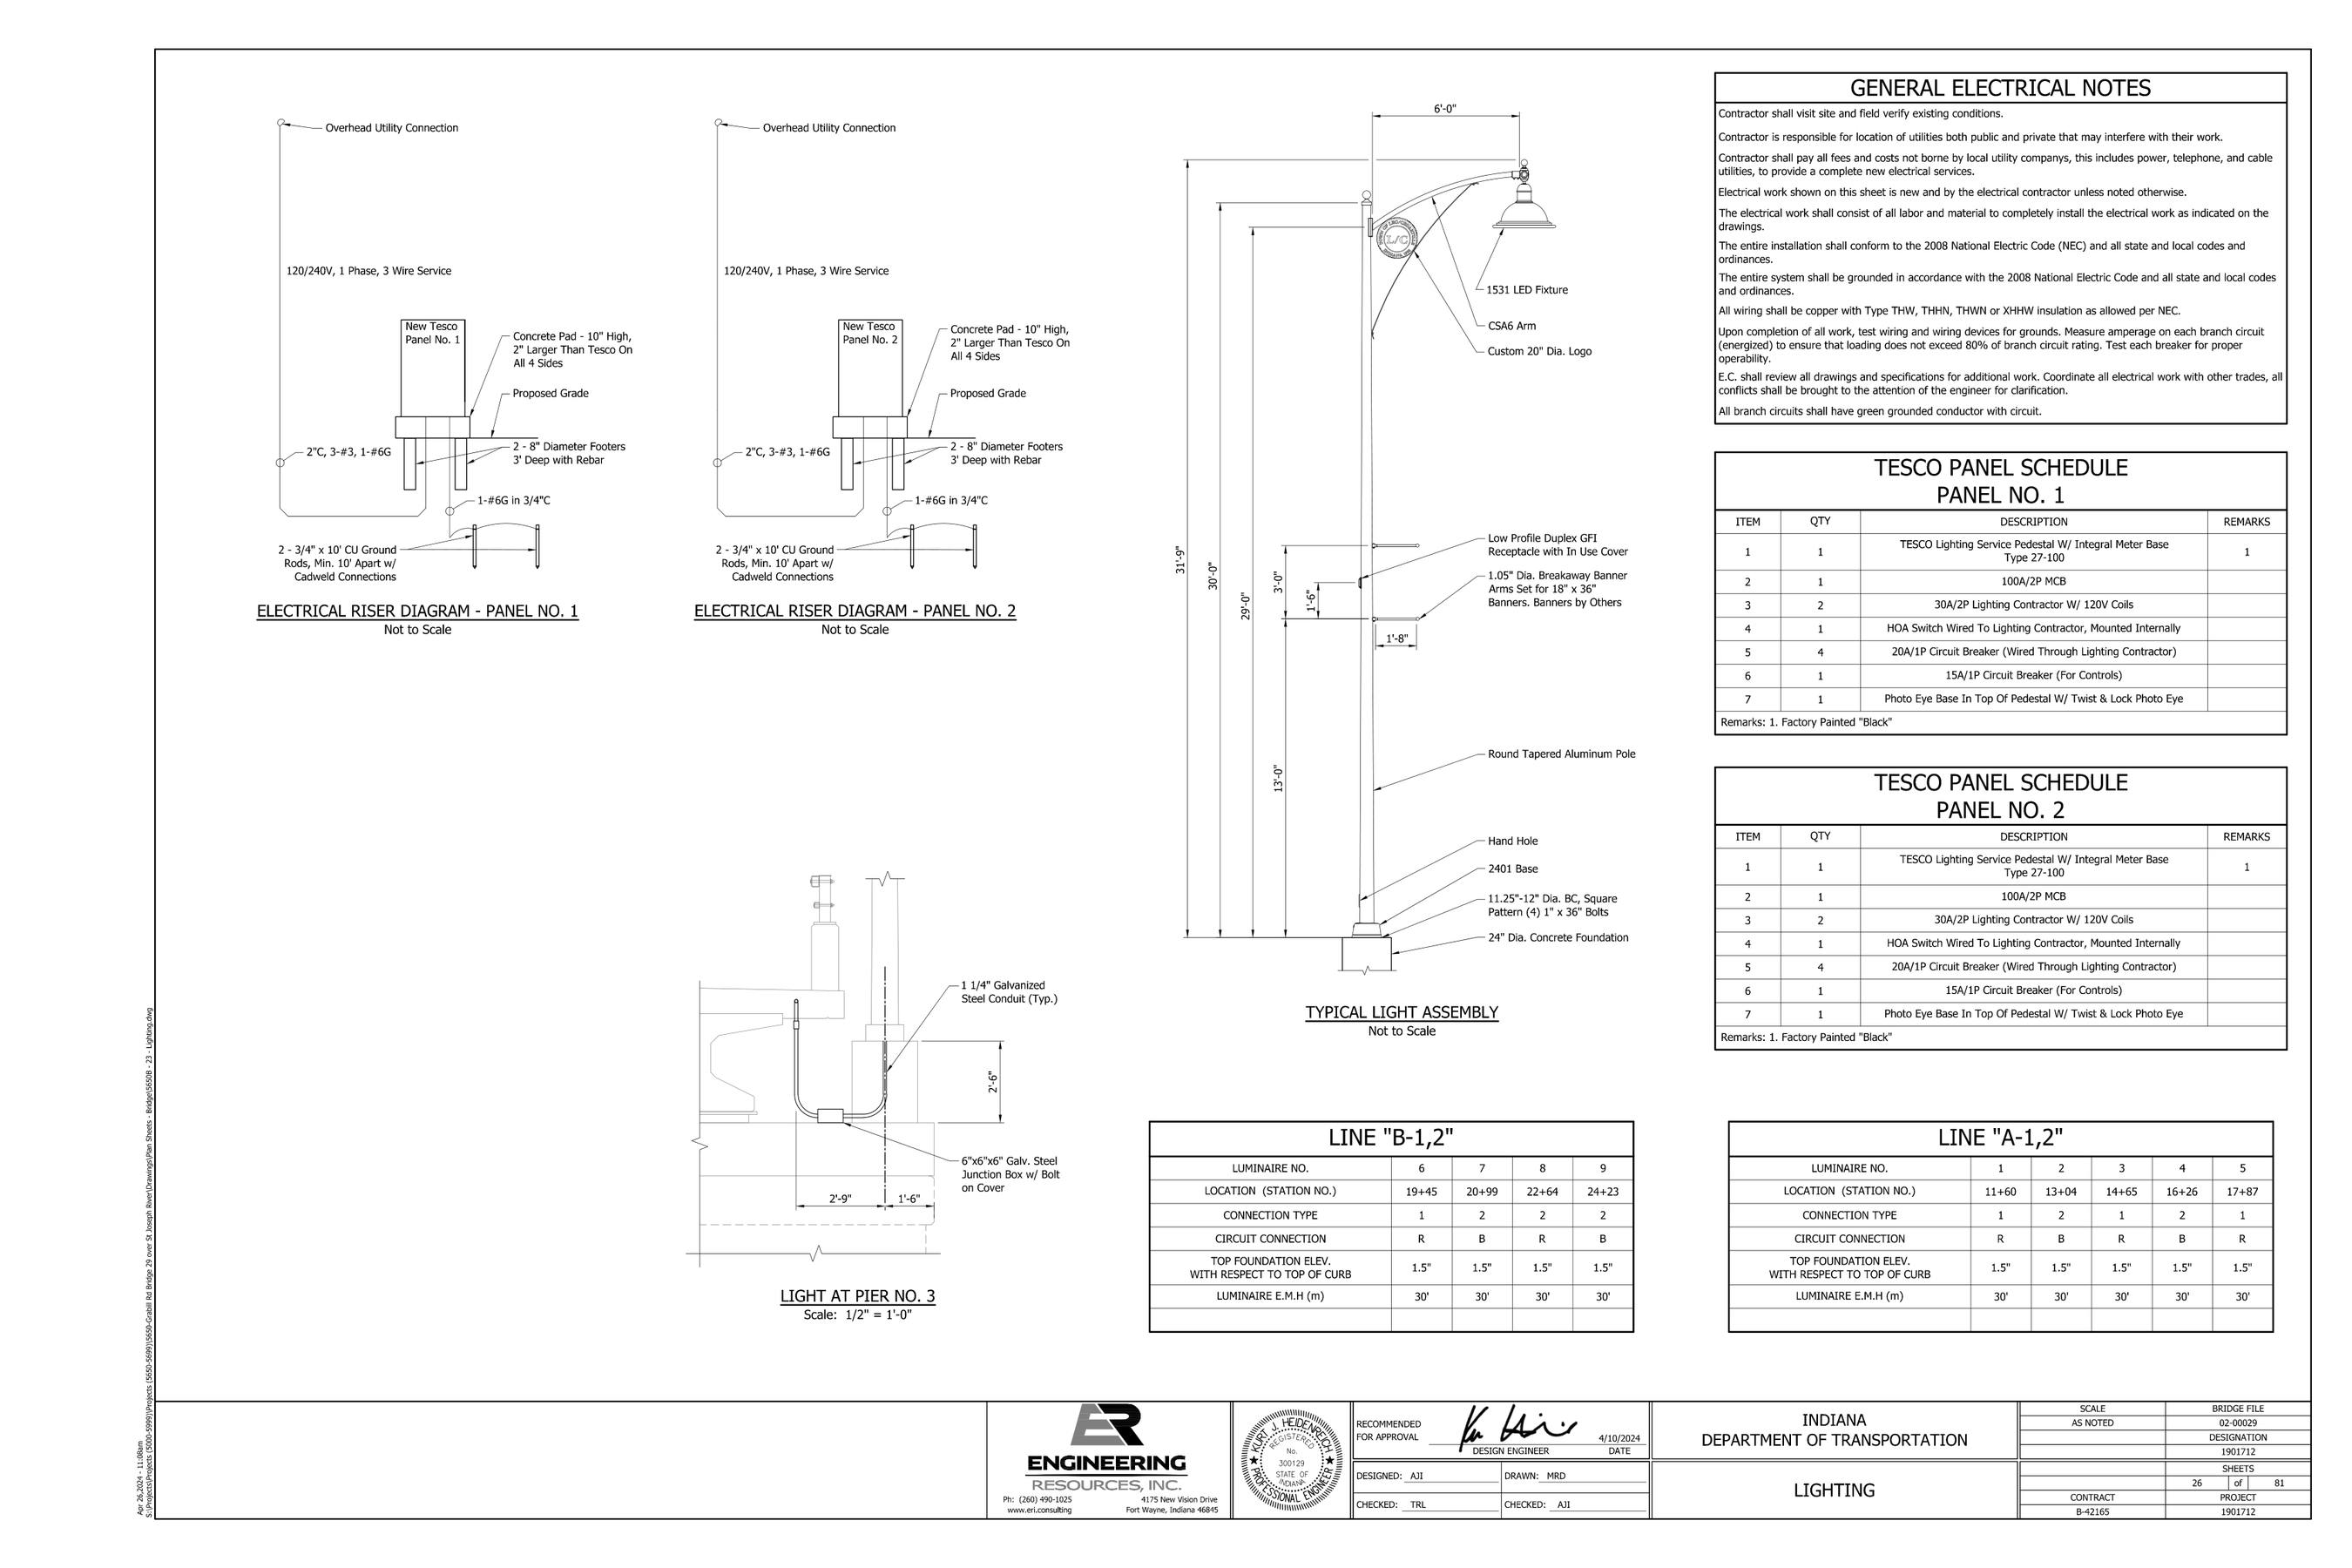 Overhead Utility Connection
120/240V, 1 Phase, 3 Wire Service
New Tesco
Panel No. 1
Concrete Pad - 10" High,
2" Larger Than Tesco On
All 4 Sides
Proposed Grade
2"C, 3-#3, 1-#6G
2 - 8" Diameter Footers
3' Deep with Rebar
1-#6G in 3/4"C
2 - 3/4" x 10' CU Ground
Rods, Min. 10' Apart w/
Cadweld Connections
ELECTRICAL RISER DIAGRAM - PANEL NO. 1
Not to Scale
Overhead Utility Connection
120/240V, 1 Phase, 3 Wire Service
New Tesco
Panel No. 2
Concrete Pad - 10" High,
2" Larger Than Tesco On
All 4 Sides
Proposed Grade
2"C, 3-#3, 1-#6G
2 - 8" Diameter Footers
3' Deep with Rebar
1-#6G in 3/4"C
2 - 3/4" x 10' CU Ground
Rods, Min. 10' Apart w/
Cadweld Connections
ELECTRICAL RISER DIAGRAM - PANEL NO. 2
Not to Scale
6'-0"
L/C
1531 LED Fixture
CSA6 Arm
Custom 20" Dia. Logo
31'-9"
30'-0"
29'-0"
3'-0"
1'-6"
1'-8"
13'-0"
Low Profile Duplex GFI
Receptacle with In Use Cover
1.05" Dia. Breakaway Banner
Arms Set for 18" x 36"
Banners. Banners by Others
Round Tapered Aluminum Pole
Hand Hole
2401 Base
11.25"-12" Dia. BC, Square
Pattern (4) 1" x 36" Bolts
24" Dia. Concrete Foundation
TYPICAL LIGHT ASSEMBLY
Not to Scale
GENERAL ELECTRICAL NOTES
Contractor shall visit site and field verify existing conditions.
Contractor is responsible for location of utilities both public and private that may interfere with their work.
Contractor shall pay all fees and costs not borne by local utility companys, this includes power, telephone, and cable
utilities, to provide a complete new electrical services.
Electrical work shown on this sheet is new and by the electrical contractor unless noted otherwise.
The electrical work shall consist of all labor and material to completely install the electrical work as indicated on the
drawings.
The entire installation shall conform to the 2008 National Electric Code (NEC) and all state and local codes and
ordinances.
The entire system shall be grounded in accordance with the 2008 National Electric Code and all state and local codes
and ordinances.
All wiring shall be copper with Type THW, THHN, THWN or XHHW insulation as allowed per NEC.
Upon completion of all work, test wiring and wiring devices for grounds. Measure amperage on each branch circuit
(energized) to ensure that loading does not exceed 80% of branch circuit rating. Test each breaker for proper
operability.
E.C. shall review all drawings and specifications for additional work. Coordinate all electrical work with other trades, all
conflicts shall be brought to the attention of the engineer for clarification.
All branch circuits shall have green grounded conductor with circuit.
TESCO PANEL SCHEDULE
PANEL NO. 1
ITEM QTY DESCRIPTION REMARKS
1 1 TESCO Lighting Service Pedestal W/ Integral Meter Base
Type 27-100 1
2 1 100A/2P MCB
3 2 30A/2P Lighting Contractor W/ 120V Coils
4 1 HOA Switch Wired To Lighting Contractor, Mounted Internally
5 4 20A/1P Circuit Breaker (Wired Through Lighting Contractor)
6 1 15A/1P Circuit Breaker (For Controls)
7 1 Photo Eye Base In Top Of Pedestal W/ Twist & Lock Photo Eye
Remarks: 1. Factory Painted "Black"
TESCO PANEL SCHEDULE
PANEL NO. 2
ITEM QTY DESCRIPTION REMARKS
1 1 TESCO Lighting Service Pedestal W/ Integral Meter Base
Type 27-100 1
2 1 100A/2P MCB
3 2 30A/2P Lighting Contractor W/ 120V Coils
4 1 HOA Switch Wired To Lighting Contractor, Mounted Internally
5 4 20A/1P Circuit Breaker (Wired Through Lighting Contractor)
6 1 15A/1P Circuit Breaker (For Controls)
7 1 Photo Eye Base In Top Of Pedestal W/ Twist & Lock Photo Eye
Remarks: 1. Factory Painted "Black"
1 1/4" Galvanized
Steel Conduit (Typ.)
2'-6"
6"x6"x6" Galv. Steel
Junction Box w/ Bolt
on Cover
2'-9"
1'-6"
LIGHT AT PIER NO. 3
Scale: 1/2" = 1'-0"
LINE "B-1,2"
LUMINAIRE NO. 6 7 8 9
LOCATION (STATION NO.) 19+45 20+99 22+64 24+23
CONNECTION TYPE 1 2 2 2
CIRCUIT CONNECTION R B R B
TOP FOUNDATION ELEV.
WITH RESPECT TO TOP OF CURB 1.5" 1.5" 1.5" 1.5"
LUMINAIRE E.M.H (m) 30' 30' 30' 30'
LINE "A-1,2"
LUMINAIRE NO. 1 2 3 4 5
LOCATION (STATION NO.) 11+60 13+04 14+65 16+26 17+87
CONNECTION TYPE 1 2 1 2 1
CIRCUIT CONNECTION R B R B R
TOP FOUNDATION ELEV.
WITH RESPECT TO TOP OF CURB 1.5" 1.5" 1.5" 1.5" 1.5"
LUMINAIRE E.M.H (m) 30' 30' 30' 30' 30'
Apr 26,2024 - 11:08am
S:\Projects\Projects (5000-5999)\Projects (5650-5699)\5650-Grabill Rd Bridge 29 over St Joseph River\Drawings\Plan Sheets - Bridge\5650B - 23 - Lighting.dwg
ER
ENGINEERING
RESOURCES, INC.
Ph: (260) 490-1025
www.eri.consulting
4175 New Vision Drive
Fort Wayne, Indiana 46845
KURT J. HEIDENREICH
REGISTERED
No.
300129
STATE OF
INDIANA
PROFESSIONAL ENGINEER
RECOMMENDED
FOR APPROVAL
4/10/2024
DESIGN ENGINEER DATE
DESIGNED: AJI DRAWN: MRD
CHECKED: TRL CHECKED: AJI
INDIANA
DEPARTMENT OF TRANSPORTATION
LIGHTING
SCALE
AS NOTED
BRIDGE FILE
02-00029
DESIGNATION
1901712
SHEETS
26 of 81
CONTRACT
B-42165
PROJECT
1901712